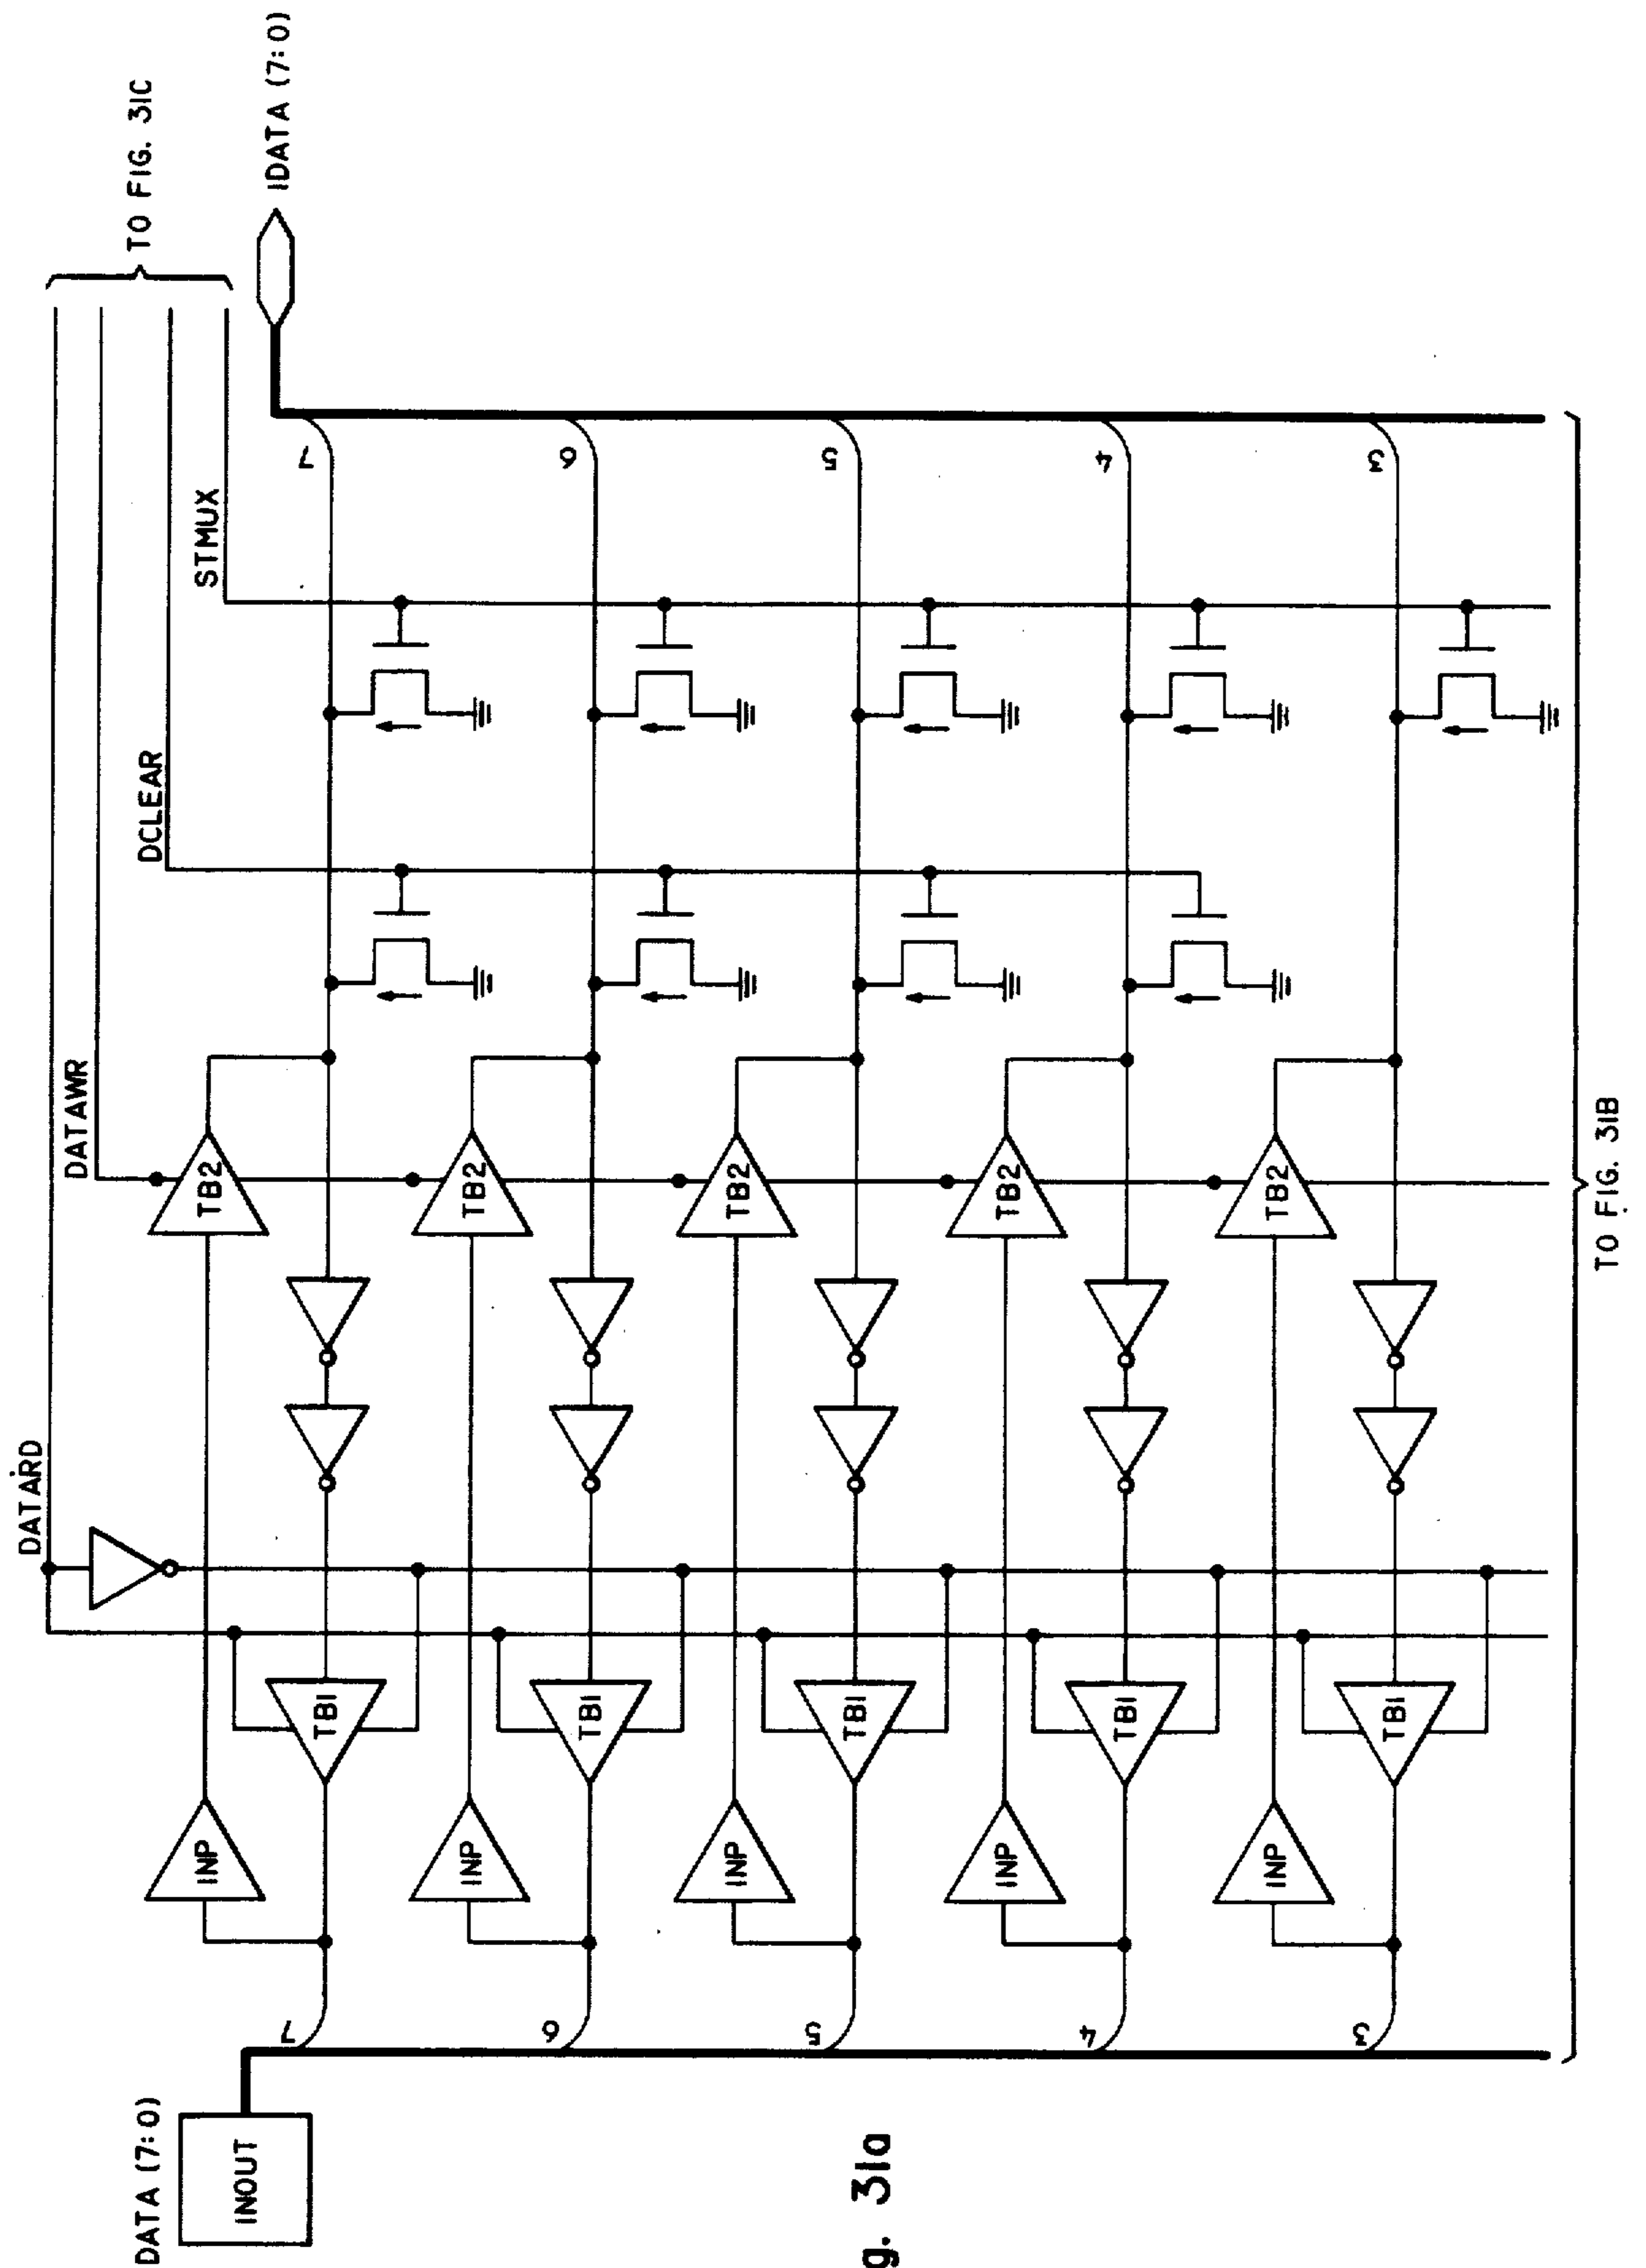 DATA (7:0)
INOUT
DATARD
DATAWR
DCLEAR
STMUX
TO FIG. 31C
IDATA (7:0)
7
INP
TB1
TB2
7
6
INP
TB1
TB2
6
5
INP
TB1
TB2
5
4
INP
TB1
TB2
4
3
INP
TB1
TB2
3
TO FIG. 31B
g. 31a